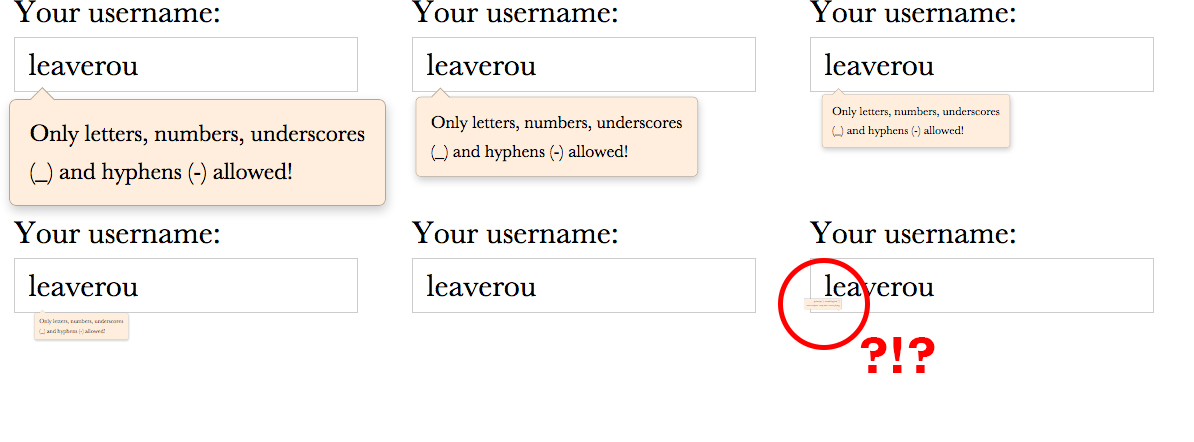 Your username:
leaverou
Only letters, numbers, underscores
(_) and hyphens (-) allowed!
Your username:
leaverou
Only letters, numbers, underscores
(_) and hyphens (-) allowed!
Your username:
leaverou
Only letters, numbers, underscores
(_) and hyphens (-) allowed!
Your username:
leaverou
Only letters, numbers, underscores
(_) and hyphens (-) allowed!
Your username:
leaverou
Your username:
leaverou
?!?